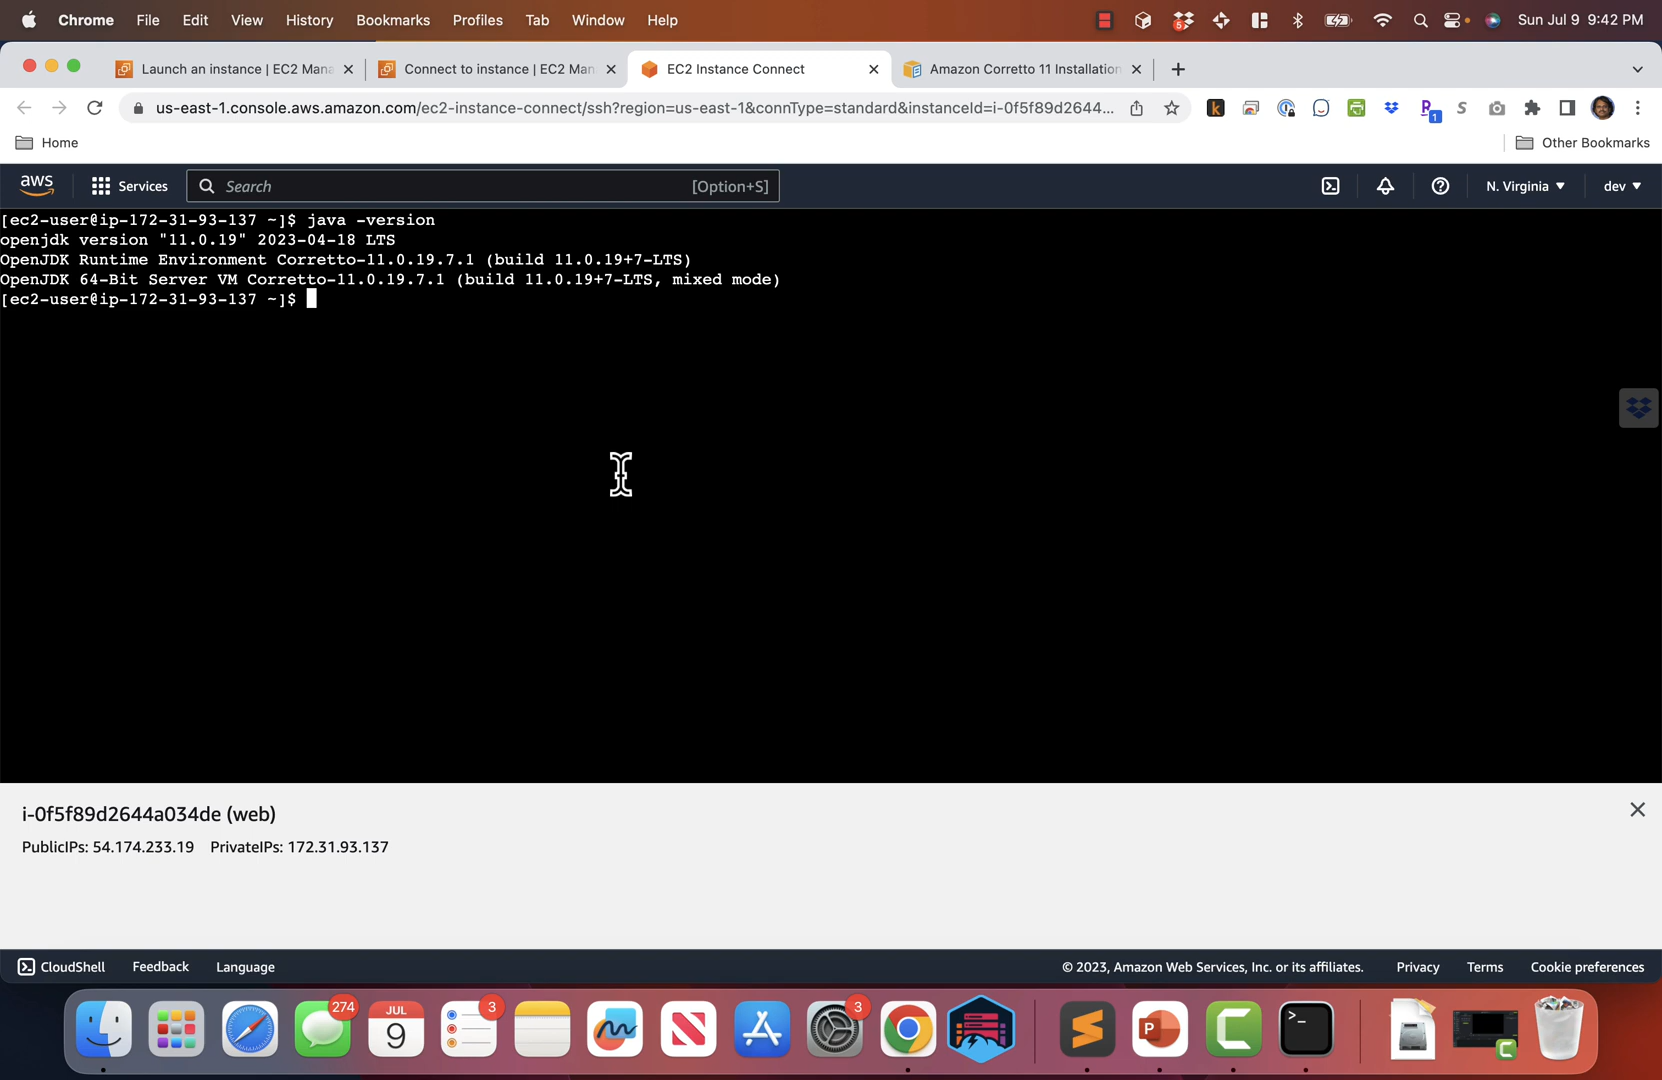 Chrome File Edit View History Bookmarks Profiles Tab Window Help 5 Sun Jul 9 9:42 PM
Launch an instance | EC2 Mana Connect to instance | EC2 Man EC2 Instance Connect Amazon Corretto 11 Installation
us-east-1.console.aws.amazon.com/ec2-instance-connect/ssh?region=us-east-1&connType=standard&instanceId=i-0f5f89d2644... k 1 S
Home Other Bookmarks
aws Services Search [Option+S] N. Virginia dev
[ec2-user@ip-172-31-93-137 ~]$ java -version
openjdk version "11.0.19" 2023-04-18 LTS
OpenJDK Runtime Environment Corretto-11.0.19.7.1 (build 11.0.19+7-LTS)
OpenJDK 64-Bit Server VM Corretto-11.0.19.7.1 (build 11.0.19+7-LTS, mixed mode)
[ec2-user@ip-172-31-93-137 ~]$
i-0f5f89d2644a034de (web)
PublicIPs: 54.174.233.19 PrivateIPs: 172.31.93.137
CloudShell Feedback Language © 2023, Amazon Web Services, Inc. or its affiliates. Privacy Terms Cookie preferences
274 JUL 9 3 3 P >_